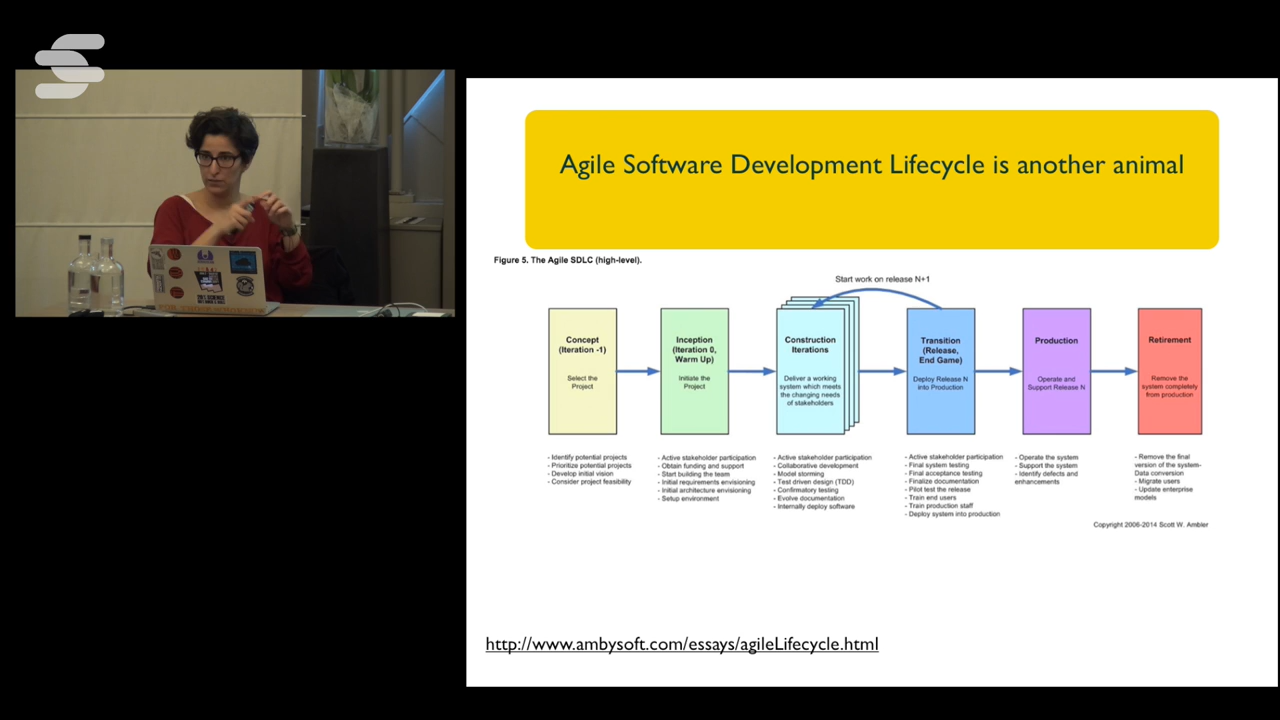 Agile Software Development Lifecycle is another animal
Figure 5. The Agile SDLC (high-level).
Start work on release N+1
Concept
(Iteration -1)
Select the
Project
Inception
(Iteration 0,
Warm Up)
Initiate the
Project
Construction
Iterations
Deliver a working
system which meets
the changing needs
of stakeholders
Transition
(Release,
End Game)
Deploy Release N
into Production
Production
Operate and
Support Release N
Retirement
Remove the
system completely
from production
- Identify potential projects
- Prioritize potential projects
- Develop initial vision
- Consider project feasibility
- Active stakeholder participation
- Obtain funding and support
- Start building the team
- Initial requirements envisioning
- Initial architecture envisioning
- Setup environment
- Active stakeholder participation
- Collaborative development
- Model storming
- Test driven design (TDD)
- Confirmatory testing
- Evolve documentation
- Internally deploy software
- Active stakeholder participation
- Final system testing
- Final acceptance testing
- Finalize documentation
- Pilot test the release
- Train end users
- Train production staff
- Deploy system into production
- Operate the system
- Support the system
- Identify defects and
enhancements
- Remove the final
version of the system-
Data conversion
- Migrate users
- Update enterprise
models
Copyright 2006-2014 Scott W. Ambler
http://www.ambysoft.com/essays/agileLifecycle.html